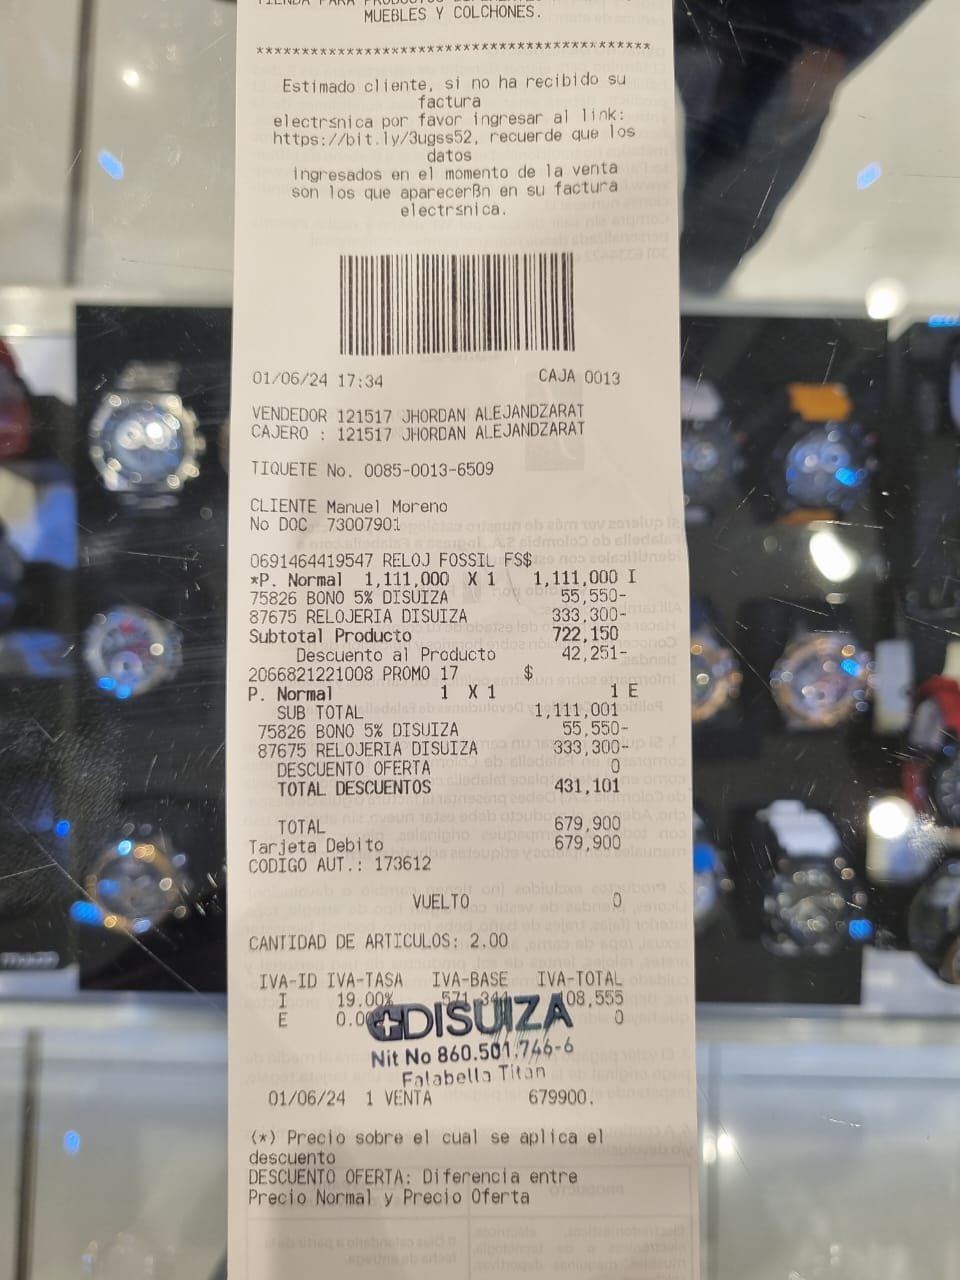 MUEBLES Y COLCHONES.
*******************************************
Estimado cliente, si no ha recibido su
factura
electrsnica por favor ingresar al link:
https://bit.ly/3ugss52, recuerde que los
datos
ingresados en el momento de la venta
son los que aparecerßn en su factura
electrsnica.
01/06/24 17:34 CAJA 0013
VENDEDOR 121517 JHORDAN ALEJANDZARAT
CAJERO : 121517 JHORDAN ALEJANDZARAT
TIQUETE No. 0085-0013-6509
CLIENTE Manuel Moreno
No DOC 73007901
0691464419547 RELOJ FOSSIL FS$
*P. Normal 1,111,000 X 1 1,111,000 I
75826 BONO 5% DISUIZA 55,550-
87675 RELOJERIA DISUIZA 333,300-
Subtotal Producto 722,150
Descuento al Producto 42,251-
2066821221008 PROMO 17 $
P. Normal 1 X 1 1 E
SUB TOTAL 1,111,001
75826 BONO 5% DISUIZA 55,550-
87675 RELOJERIA DISUIZA 333,300-
DESCUENTO OFERTA 0
TOTAL DESCUENTOS 431,101
TOTAL 679,900
Tarjeta Debito 679,900
CODIGO AUT.: 173612
VUELTO 0
CANTIDAD DE ARTICULOS: 2.00
IVA-ID IVA-TASA IVA-BASE IVA-TOTAL
I 19.00% 571,344 108,555
E 0.00 0
DISUIZA
Nit No 860.501.746-6
Falabella Titán
01/06/24 1 VENTA 679900.
(*) Precio sobre el cual se aplica el
descuento
DESCUENTO OFERTA: Diferencia entre
Precio Normal y Precio Oferta